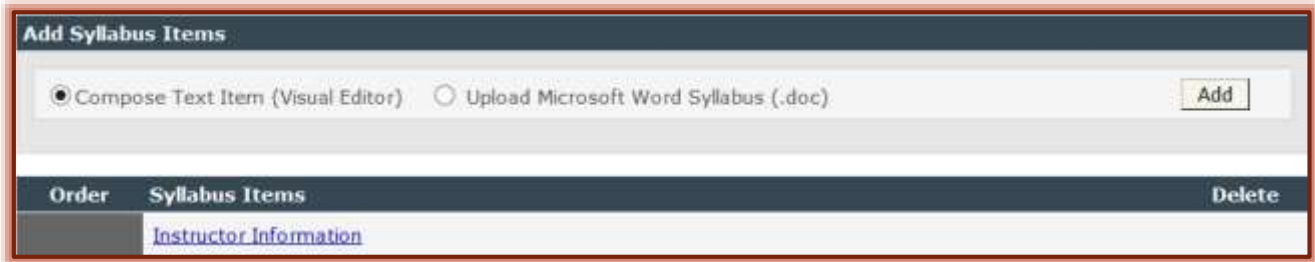 Add Syllabus Items
Compose Text Item (Visual Editor) Upload Microsoft Word Syllabus (.doc) Add
Order Syllabus Items Delete
Instructor Information